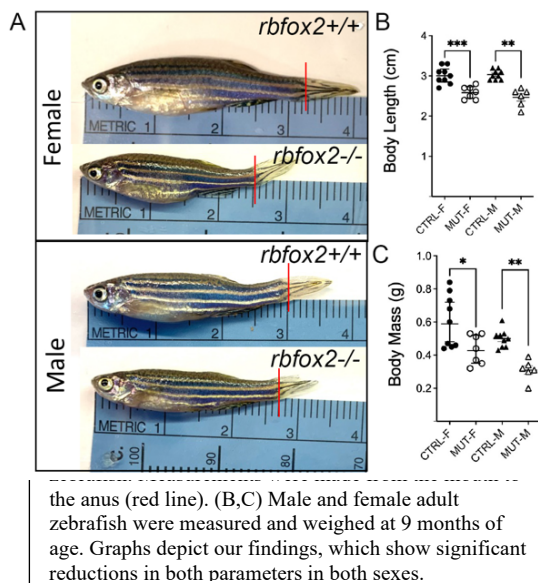 A
Female
rbfox2+/+
METRIC 1 2 3 4
rbfox2-/-
METRIC 1 2 3 4
Male
rbfox2+/+
METRIC 1 2 3 4
rbfox2-/-
METRIC 1 2 3 4
100 90 80 70
B
Body Length (cm)
4
3
2
1
*** **
CTRL-F MUT-F CTRL-M MUT-M
C
Body Mass (g)
1.0
0.8
0.6
0.4
0.2
* **
CTRL-F MUT-F CTRL-M MUT-M
the anus (red line). (B,C) Male and female adult
zebrafish were measured and weighed at 9 months of
age. Graphs depict our findings, which show significant
reductions in both parameters in both sexes.